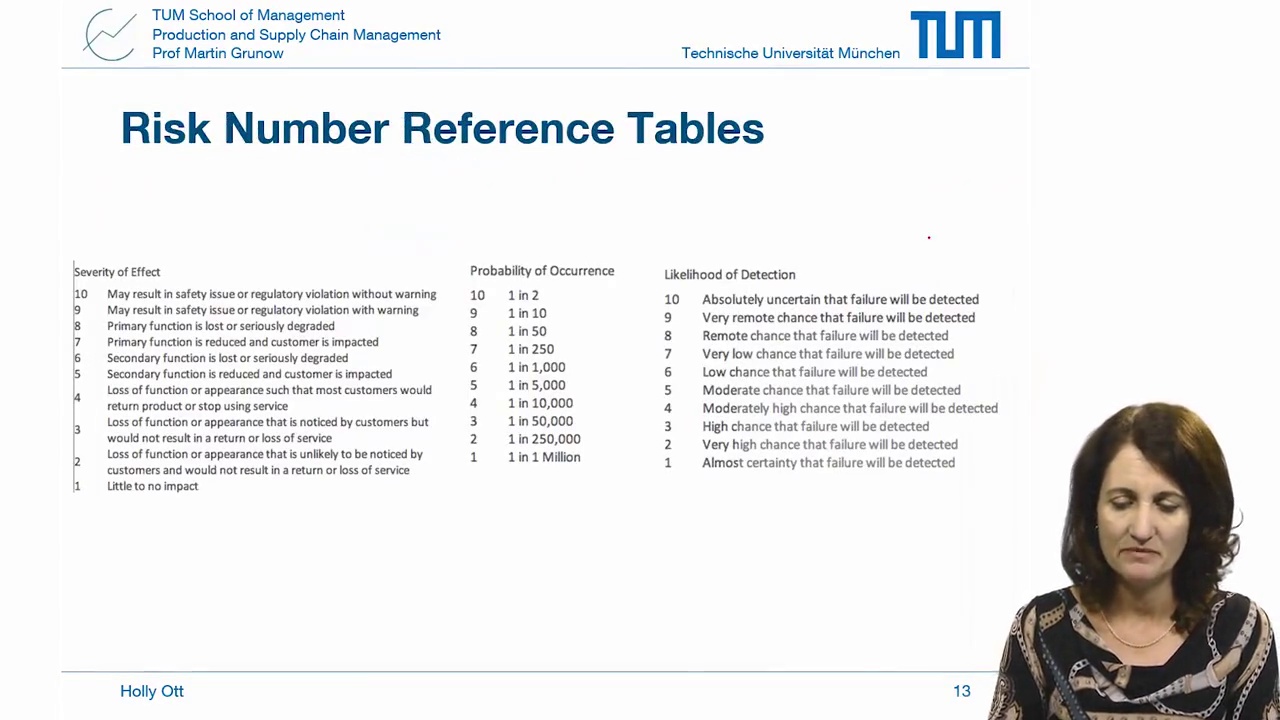 TUM School of Management
Production and Supply Chain Management
Prof Martin Grunow
Technische Universität München
TUM
Risk Number Reference Tables
Severity of Effect
10 May result in safety issue or regulatory violation without warning
9 May result in safety issue or regulatory violation with warning
8 Primary function is lost or seriously degraded
7 Primary function is reduced and customer is impacted
6 Secondary function is lost or seriously degraded
5 Secondary function is reduced and customer is impacted
4 Loss of function or appearance such that most customers would
return product or stop using service
3 Loss of function or appearance that is noticed by customers but
would not result in a return or loss of service
2 Loss of function or appearance that is unlikely to be noticed by
customers and would not result in a return or loss of service
1 Little to no impact
Probability of Occurrence
10 1 in 2
9 1 in 10
8 1 in 50
7 1 in 250
6 1 in 1,000
5 1 in 5,000
4 1 in 10,000
3 1 in 50,000
2 1 in 250,000
1 1 in 1 Million
Likelihood of Detection
10 Absolutely uncertain that failure will be detected
9 Very remote chance that failure will be detected
8 Remote chance that failure will be detected
7 Very low chance that failure will be detected
6 Low chance that failure will be detected
5 Moderate chance that failure will be detected
4 Moderately high chance that failure will be detected
3 High chance that failure will be detected
2 Very high chance that failure will be detected
1 Almost certainty that failure will be detected
Holly Ott
13